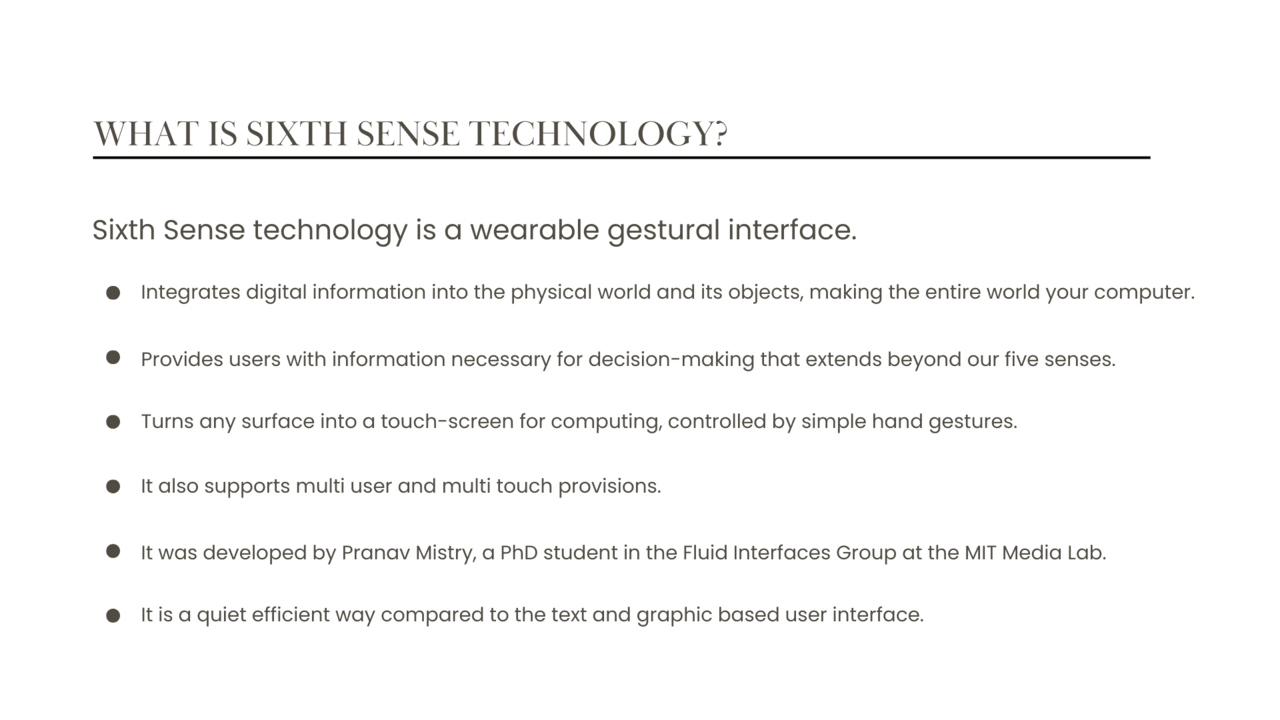 WHAT IS SIXTH SENSE TECHNOLOGY?
Sixth Sense technology is a wearable gestural interface.
● Integrates digital information into the physical world and its objects, making the entire world your computer.
● Provides users with information necessary for decision-making that extends beyond our five senses.
● Turns any surface into a touch-screen for computing, controlled by simple hand gestures.
● It also supports multi user and multi touch provisions.
● It was developed by Pranav Mistry, a PhD student in the Fluid Interfaces Group at the MIT Media Lab.
● It is a quiet efficient way compared to the text and graphic based user interface.